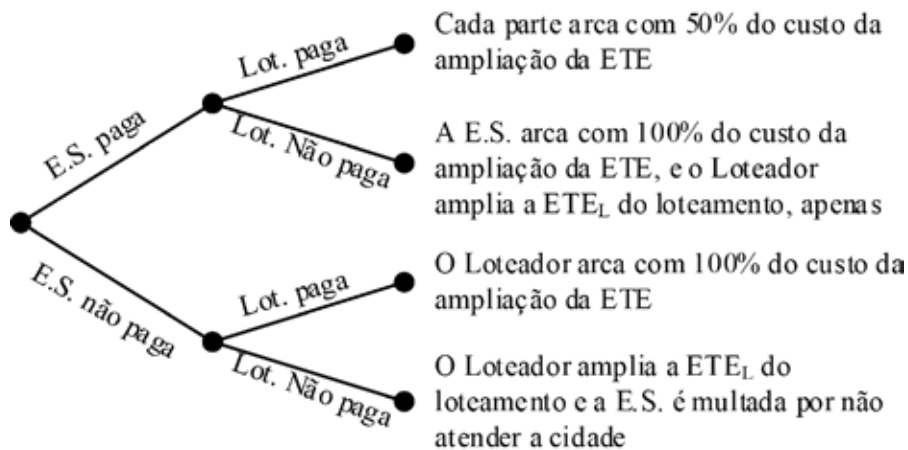 Lot. paga
Cada parte arca com 50% do custo da
ampliação da ETE
E.S. paga
Lot. Não paga
A E.S. arca com 100% do custo da
ampliação da ETE, e o Loteador
amplia a ETEL do loteamento, apenas
E.S. não paga
Lot. paga
O Loteador arca com 100% do custo da
ampliação da ETE
Lot. Não paga
O Loteador amplia a ETEL do
loteamento e a E.S. é multada por não
atender a cidade